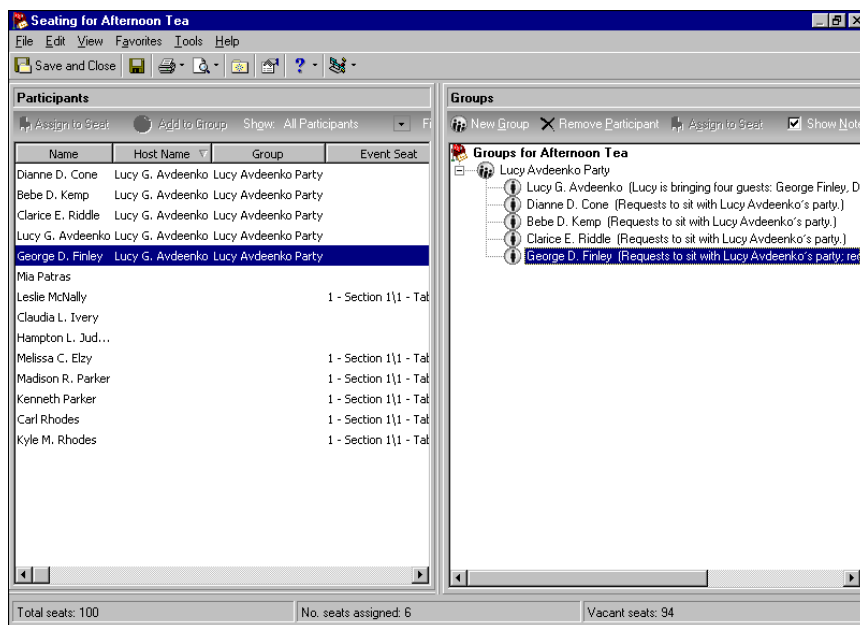 Seating for Afternoon Tea
File Edit View Favorites Tools Help
Save and Close
Participants
Assign to Seat Add to Group Show: All Participants Fi
Name Host Name Group Event Seat
Dianne D. Cone Lucy G. Avdeenko Lucy Avdeenko Party
Bebe D. Kemp Lucy G. Avdeenko Lucy Avdeenko Party
Clarice E. Riddle Lucy G. Avdeenko Lucy Avdeenko Party
Lucy G. Avdeenko Lucy G. Avdeenko Lucy Avdeenko Party
George D. Finley Lucy G. Avdeenko Lucy Avdeenko Party
Mia Patras
Leslie McNally 1 - Section 1\1 - Tab
Claudia L. Ivery
Hampton L. Jud...
Melissa C. Elzy 1 - Section 1\1 - Tab
Madison R. Parker 1 - Section 1\1 - Tab
Kenneth Parker 1 - Section 1\1 - Tab
Carl Rhodes 1 - Section 1\1 - Tab
Kyle M. Rhodes 1 - Section 1\1 - Tab
Groups
New Group Remove Participant Assign to Seat Show Note
Groups for Afternoon Tea
Lucy Avdeenko Party
Lucy G. Avdeenko (Lucy is bringing four guests: George Finley, D
Dianne D. Cone (Requests to sit with Lucy Avdeenko's party.)
Bebe D. Kemp (Requests to sit with Lucy Avdeenko's party.)
Clarice E. Riddle (Requests to sit with Lucy Avdeenko's party.)
George D. Finley (Requests to sit with Lucy Avdeenko's party; rec
Total seats: 100 No. seats assigned: 6 Vacant seats: 94